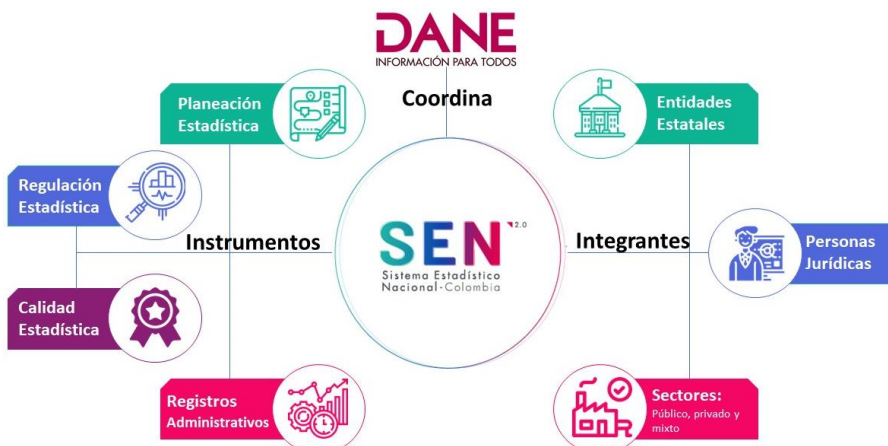 DANE
INFORMACIÓN PARA TODOS
Coordina
Planeación
Estadística
Entidades
Estatales
Regulación
Estadística
Instrumentos
SEN 2.0
Sistema Estadístico
Nacional-Colombia
Integrantes
Personas
Jurídicas
Calidad
Estadística
Registros
Administrativos
Sectores:
Público, privado y
mixto